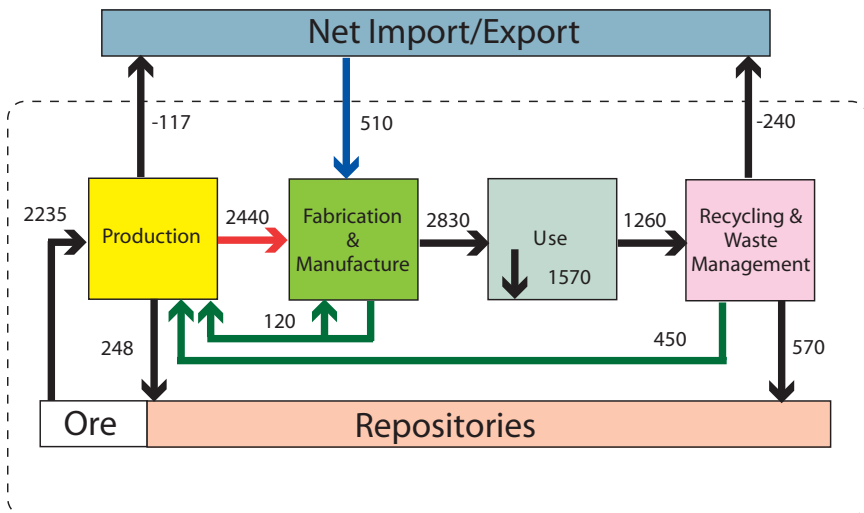 Net Import/Export
-117
510
-240
2235
Production
2440
Fabrication
&
Manufacture
2830
Use
1570
1260
Recycling &
Waste
Management
248
120
450
570
Ore
Repositories